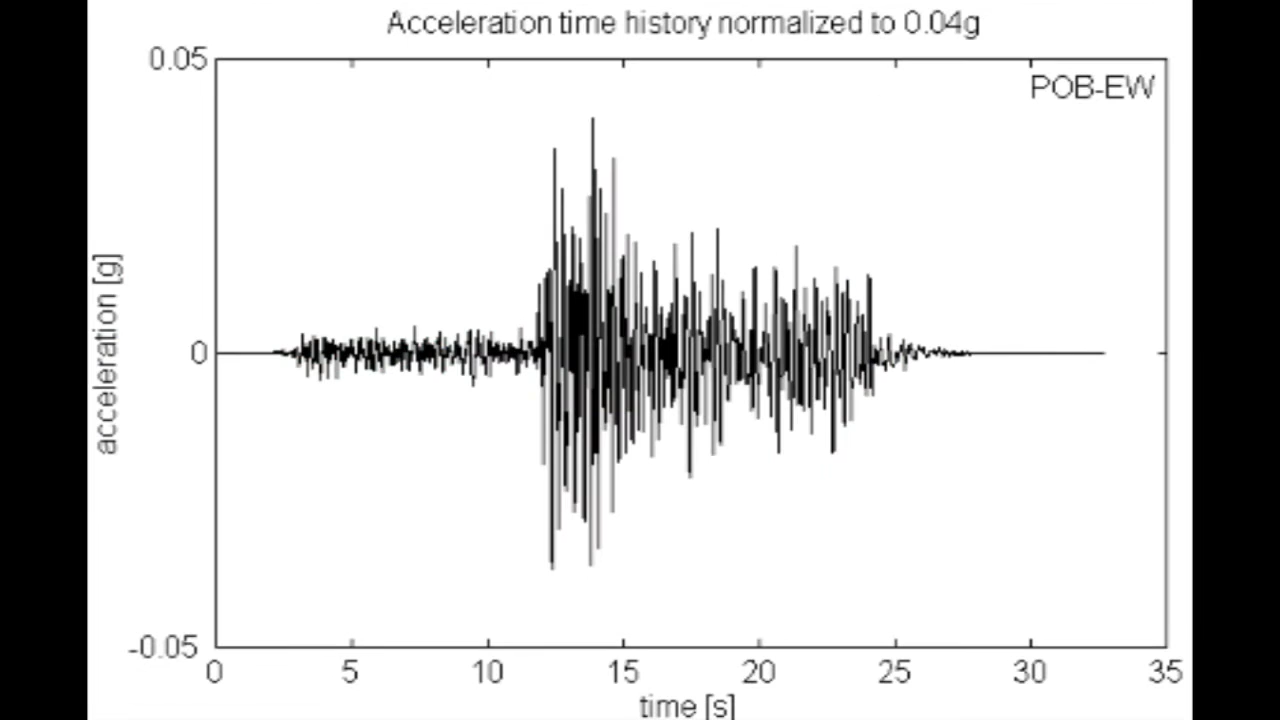 Acceleration time history normalized to 0.04g
0.05
POB-EW
acceleration [g]
0
-0.05
0 5 10 15 20 25 30 35
time [s]